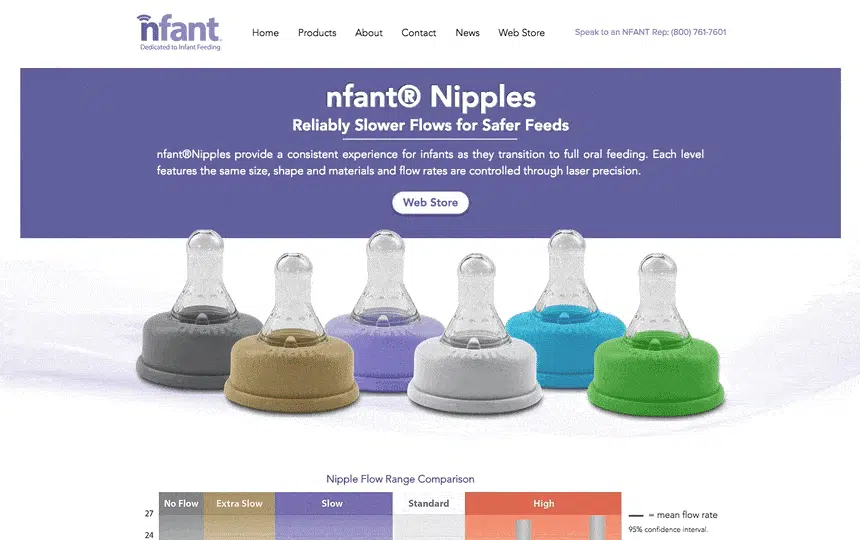 nfant®
Dedicated to Infant Feeding
Home Products About Contact News Web Store
Speak to an NFANT Rep: (800) 761-7601
nfant® Nipples
Reliably Slower Flows for Safer Feeds
nfant®Nipples provide a consistent experience for infants as they transition to full oral feeding. Each level
features the same size, shape and materials and flow rates are controlled through laser precision.
Web Store
Nipple Flow Range Comparison
No Flow Extra Slow Slow Standard High
27
= mean flow rate
95% confidence interval.
24